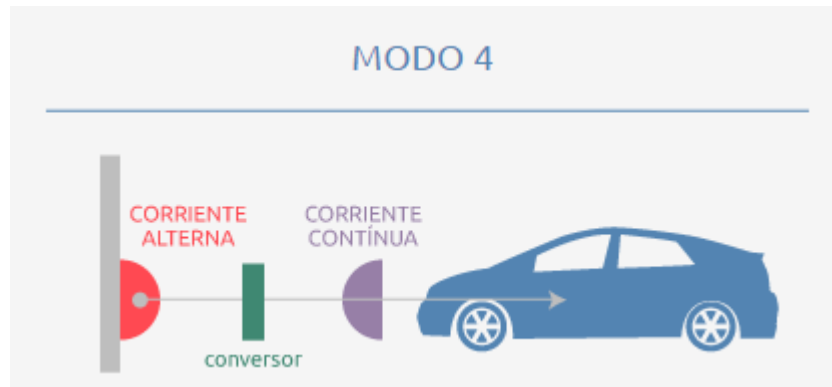 MODO 4
CORRIENTE
ALTERNA
CORRIENTE
CONTÍNUA
conversor